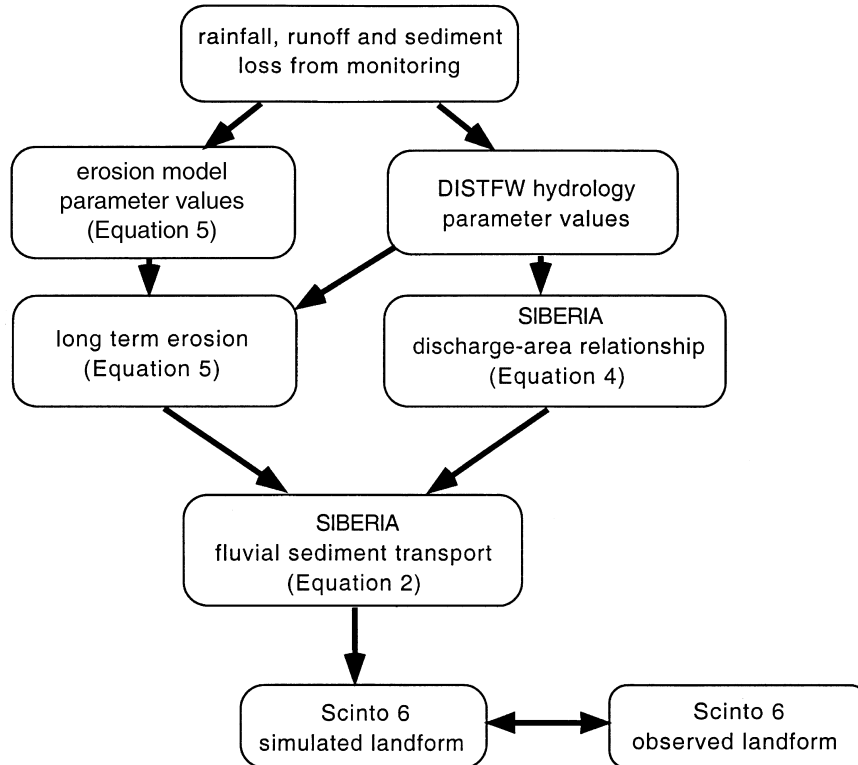 rainfall, runoff and sediment
loss from monitoring
erosion model
parameter values
(Equation 5)
DISTFW hydrology
parameter values
long term erosion
(Equation 5)
SIBERIA
discharge-area relationship
(Equation 4)
SIBERIA
fluvial sediment transport
(Equation 2)
Scinto 6
simulated landform
Scinto 6
observed landform